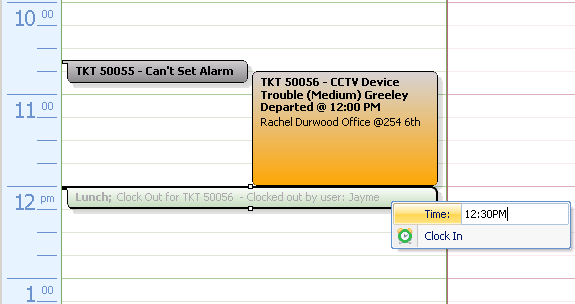 10 00
TKT 50055 - Can't Set Alarm
TKT 50056 - CCTV Device
Trouble (Medium) Greeley
Departed @ 12:00 PM
Rachel Durwood Office @254 6th
11 00
12 pm
Lunch; Clock Out for TKT 50056 - Clocked out by user: Jayme
Time: 12:30PM
Clock In
1 00